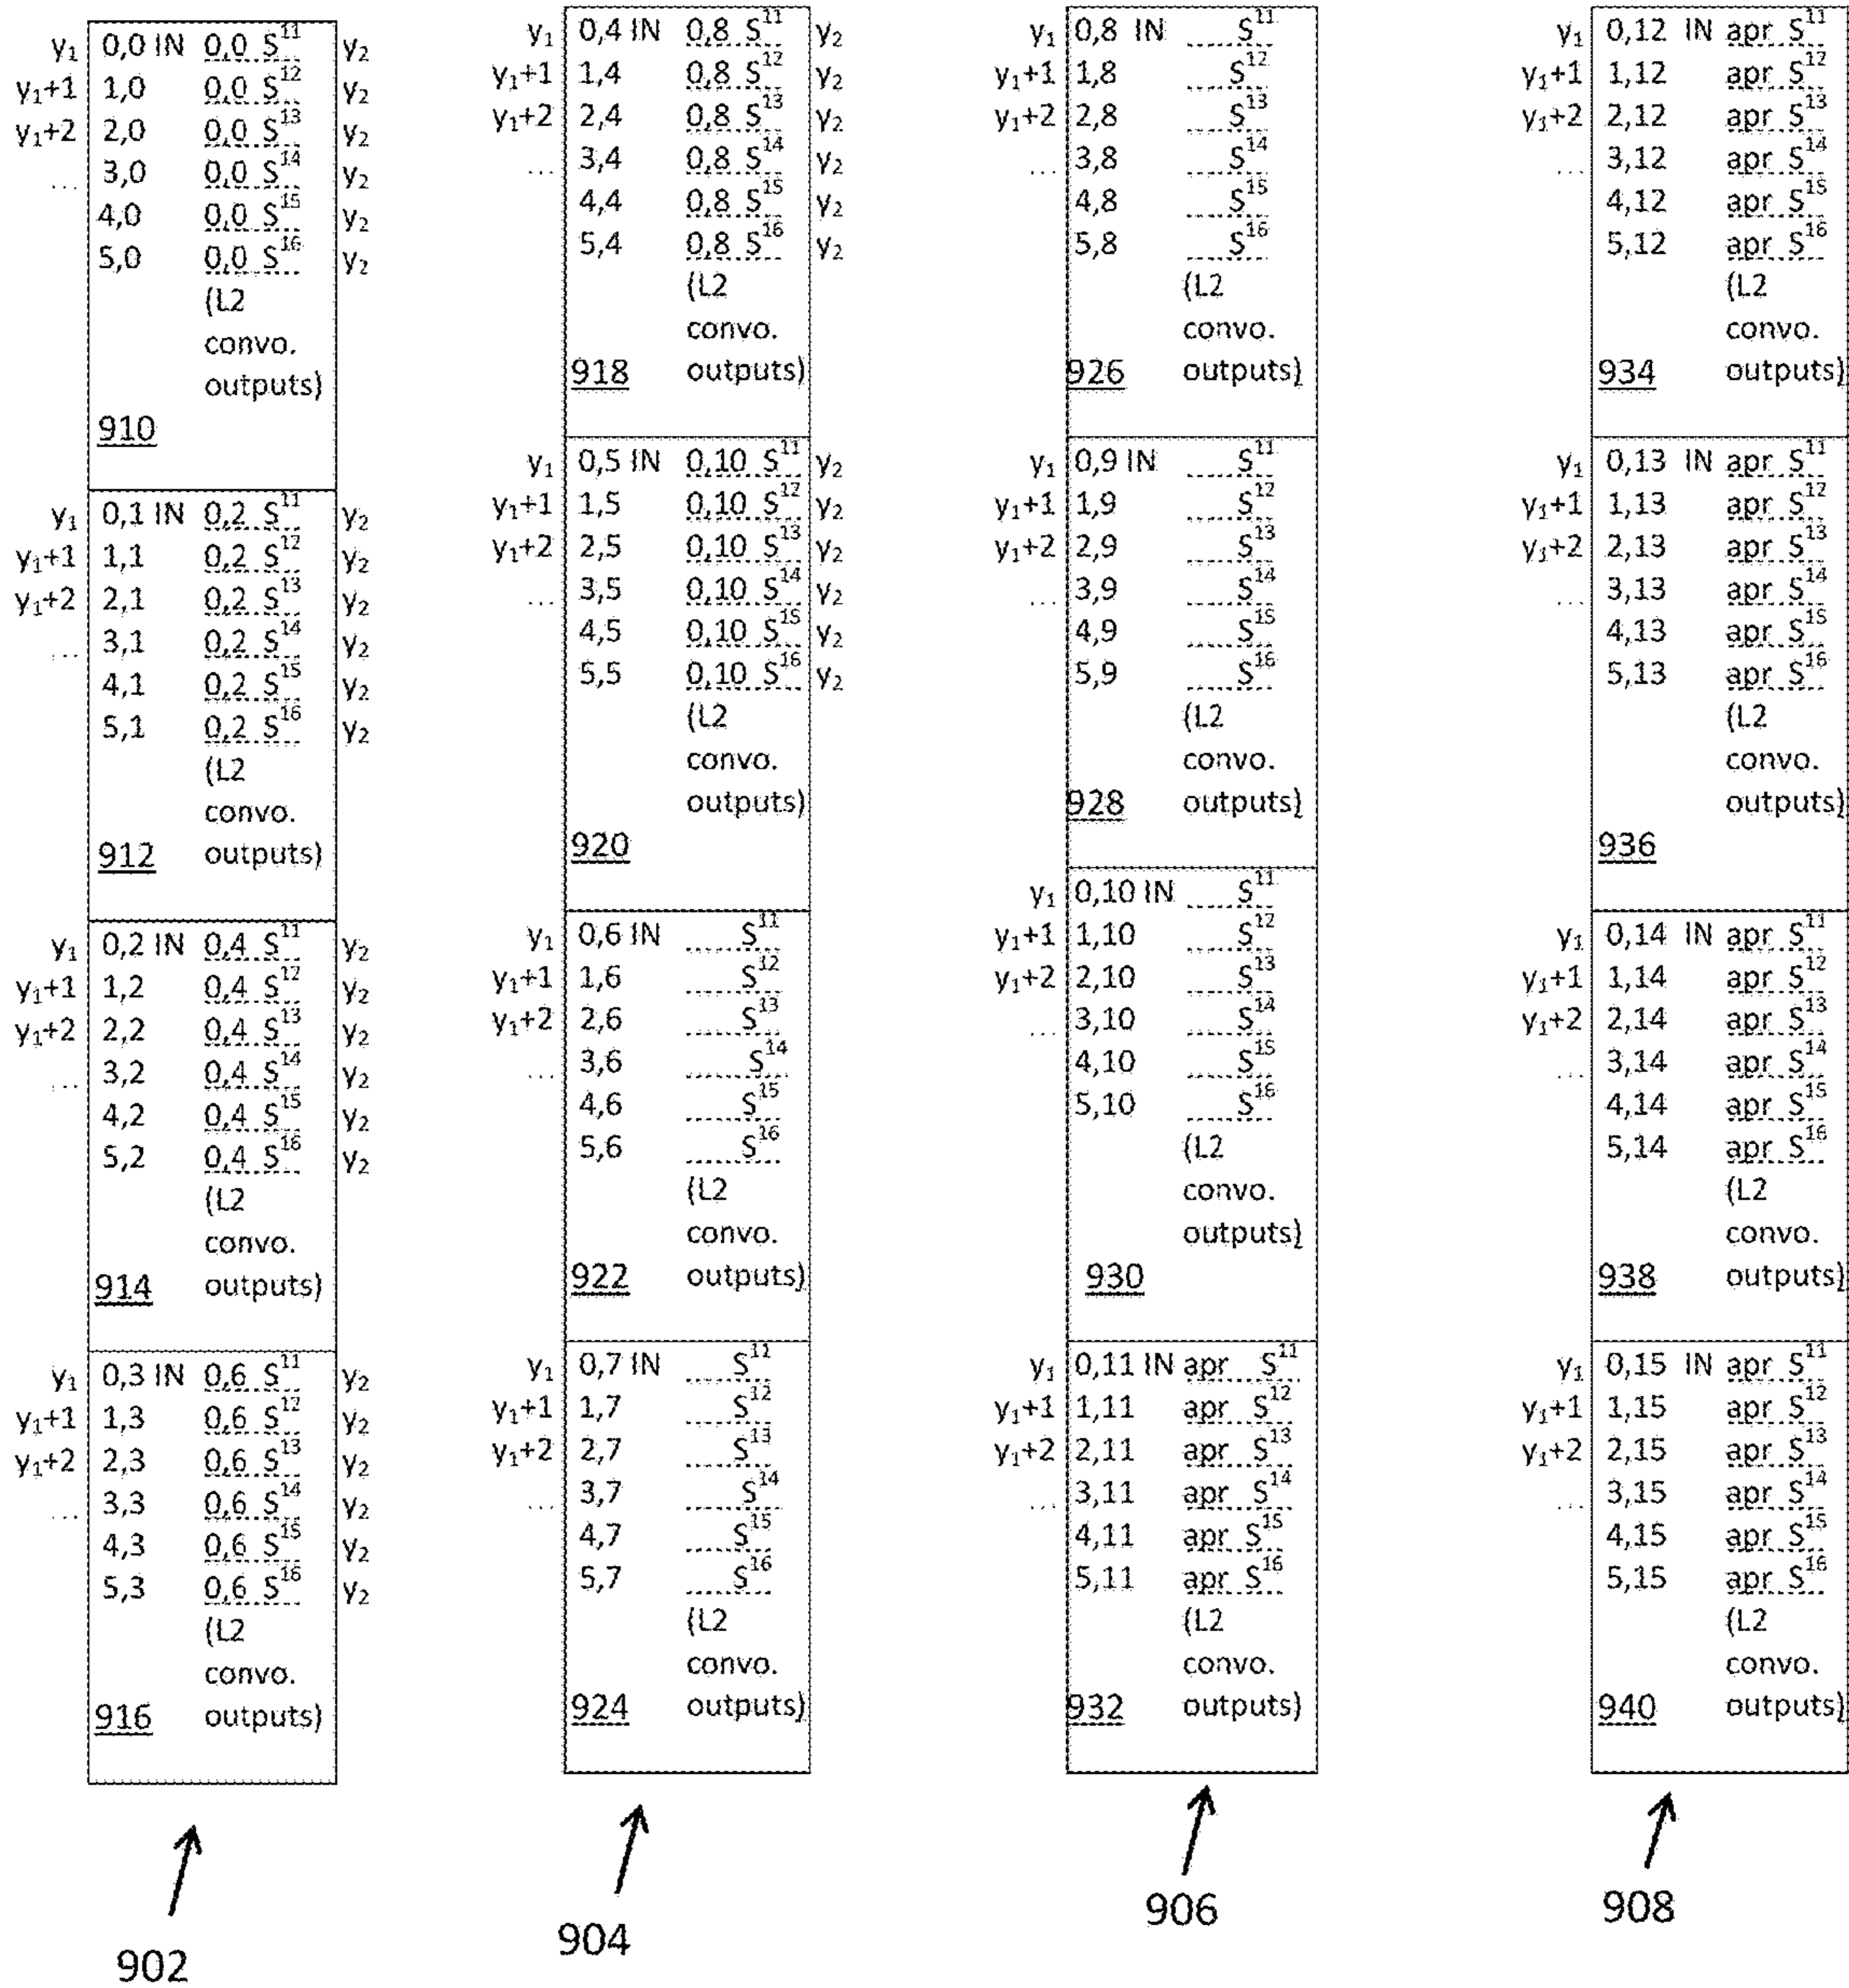 y₁ 0,0 IN 0,0 S¹¹ y₂
y₁+1 1,0 0,0 S¹² y₂
y₁+2 2,0 0,0 S¹³ y₂
... 3,0 0,0 S¹⁴ y₂
4,0 0,0 S¹⁵ y₂
5,0 0,0 S¹⁶ y₂
(L2
convo.
outputs)
910
y₁ 0,1 IN 0,2 S¹¹ y₂
y₁+1 1,1 0,2 S¹² y₂
y₁+2 2,1 0,2 S¹³ y₂
... 3,1 0,2 S¹⁴ y₂
4,1 0,2 S¹⁵ y₂
5,1 0,2 S¹⁶ y₂
(L2
convo.
912 outputs)
y₁ 0,2 IN 0,4 S¹¹ y₂
y₁+1 1,2 0,4 S¹² y₂
y₁+2 2,2 0,4 S¹³ y₂
... 3,2 0,4 S¹⁴ y₂
4,2 0,4 S¹⁵ y₂
5,2 0,4 S¹⁶ y₂
(L2
convo.
914 outputs)
y₁ 0,3 IN 0,6 S¹¹ y₂
y₁+1 1,3 0,6 S¹² y₂
y₁+2 2,3 0,6 S¹³ y₂
... 3,3 0,6 S¹⁴ y₂
4,3 0,6 S¹⁵ y₂
5,3 0,6 S¹⁶ y₂
(L2
convo.
916 outputs)
902
y₁ 0,4 IN 0,8 S¹¹ y₂
y₁+1 1,4 0,8 S¹² y₂
y₁+2 2,4 0,8 S¹³ y₂
... 3,4 0,8 S¹⁴ y₂
4,4 0,8 S¹⁵ y₂
5,4 0,8 S¹⁶ y₂
(L2
convo.
918 outputs)
y₁ 0,5 IN 0,10 S¹¹ y₂
y₁+1 1,5 0,10 S¹² y₂
y₁+2 2,5 0,10 S¹³ y₂
... 3,5 0,10 S¹⁴ y₂
4,5 0,10 S¹⁵ y₂
5,5 0,10 S¹⁶ y₂
(L2
convo.
outputs)
920
y₁ 0,6 IN S¹¹
y₁+1 1,6 S¹²
y₁+2 2,6 S¹³
... 3,6 S¹⁴
4,6 S¹⁵
5,6 S¹⁶
(L2
convo.
922 outputs)
y₁ 0,7 IN S¹¹
y₁+1 1,7 S¹²
y₁+2 2,7 S¹³
... 3,7 S¹⁴
4,7 S¹⁵
5,7 S¹⁶
(L2
convo.
924 outputs)
904
y₁ 0,8 IN S¹¹
y₁+1 1,8 S¹²
y₁+2 2,8 S¹³
... 3,8 S¹⁴
4,8 S¹⁵
5,8 S¹⁶
(L2
convo.
926 outputs)
y₁ 0,9 IN S¹¹
y₁+1 1,9 S¹²
y₁+2 2,9 S¹³
... 3,9 S¹⁴
4,9 S¹⁵
5,9 S¹⁶
(L2
convo.
928 outputs)
y₁ 0,10 IN S¹¹
y₁+1 1,10 S¹²
y₁+2 2,10 S¹³
... 3,10 S¹⁴
4,10 S¹⁵
5,10 S¹⁶
(L2
convo.
outputs)
930
y₁ 0,11 IN apr S¹¹
y₁+1 1,11 apr S¹²
y₁+2 2,11 apr S¹³
... 3,11 apr S¹⁴
4,11 apr S¹⁵
5,11 apr S¹⁶
(L2
convo.
932 outputs)
906
y₁ 0,12 IN apr S¹¹
y₁+1 1,12 apr S¹²
y₁+2 2,12 apr S¹³
... 3,12 apr S¹⁴
4,12 apr S¹⁵
5,12 apr S¹⁶
(L2
convo.
934 outputs)
y₁ 0,13 IN apr S¹¹
y₁+1 1,13 apr S¹²
y₁+2 2,13 apr S¹³
... 3,13 apr S¹⁴
4,13 apr S¹⁵
5,13 apr S¹⁶
(L2
convo.
outputs)
936
y₁ 0,14 IN apr S¹¹
y₁+1 1,14 apr S¹²
y₁+2 2,14 apr S¹³
... 3,14 apr S¹⁴
4,14 apr S¹⁵
5,14 apr S¹⁶
(L2
convo.
938 outputs)
y₁ 0,15 IN apr S¹¹
y₁+1 1,15 apr S¹²
y₁+2 2,15 apr S¹³
... 3,15 apr S¹⁴
4,15 apr S¹⁵
5,15 apr S¹⁶
(L2
convo.
940 outputs)
908